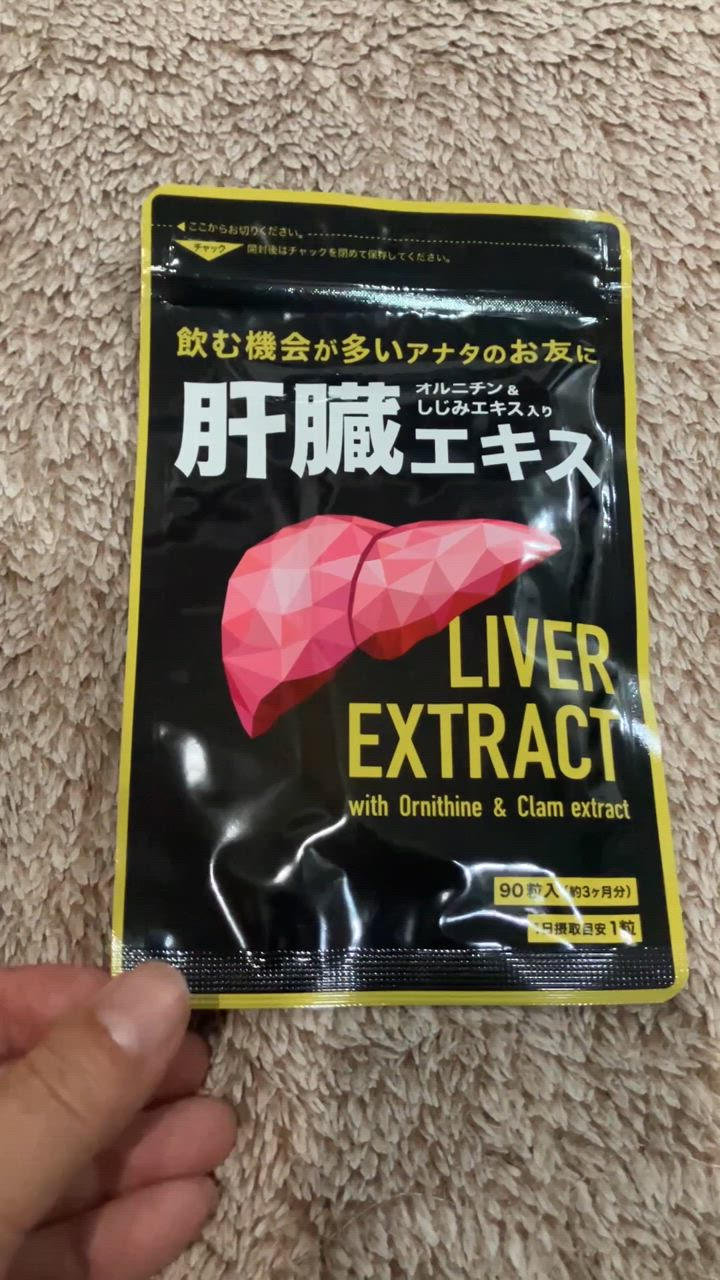 ここからお切りください。
チャック 開封後はチャックを閉めて保存してください。
飲む機会が多いアナタのお友に
肝臓エキス
オルニチン&
しじみエキス入り
LIVER
EXTRACT
with Ornithine & Clam extract
90粒入(約3ヶ月分)
1日摂取目安1粒